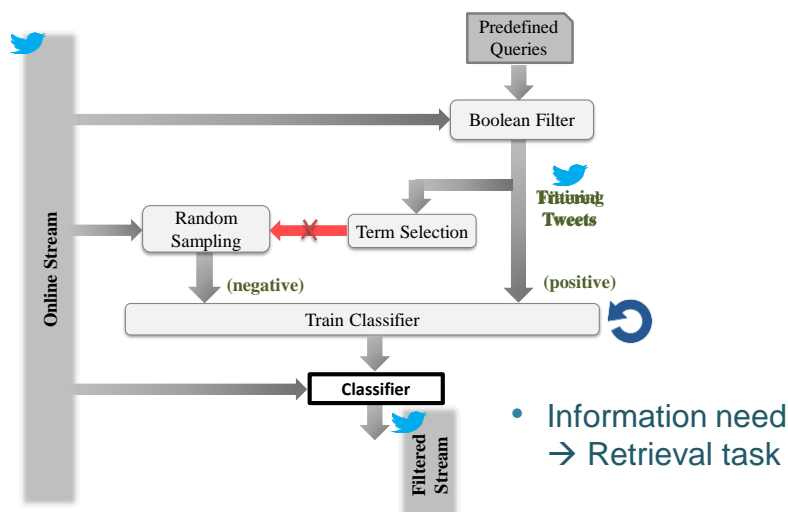 Predefined
Queries
Boolean Filter
Tweets
Random
Sampling
Term Selection
(negative)
(positive)
Online Stream
Train Classifier
Classifier
Filtered
Stream
• Information need
→ Retrieval task